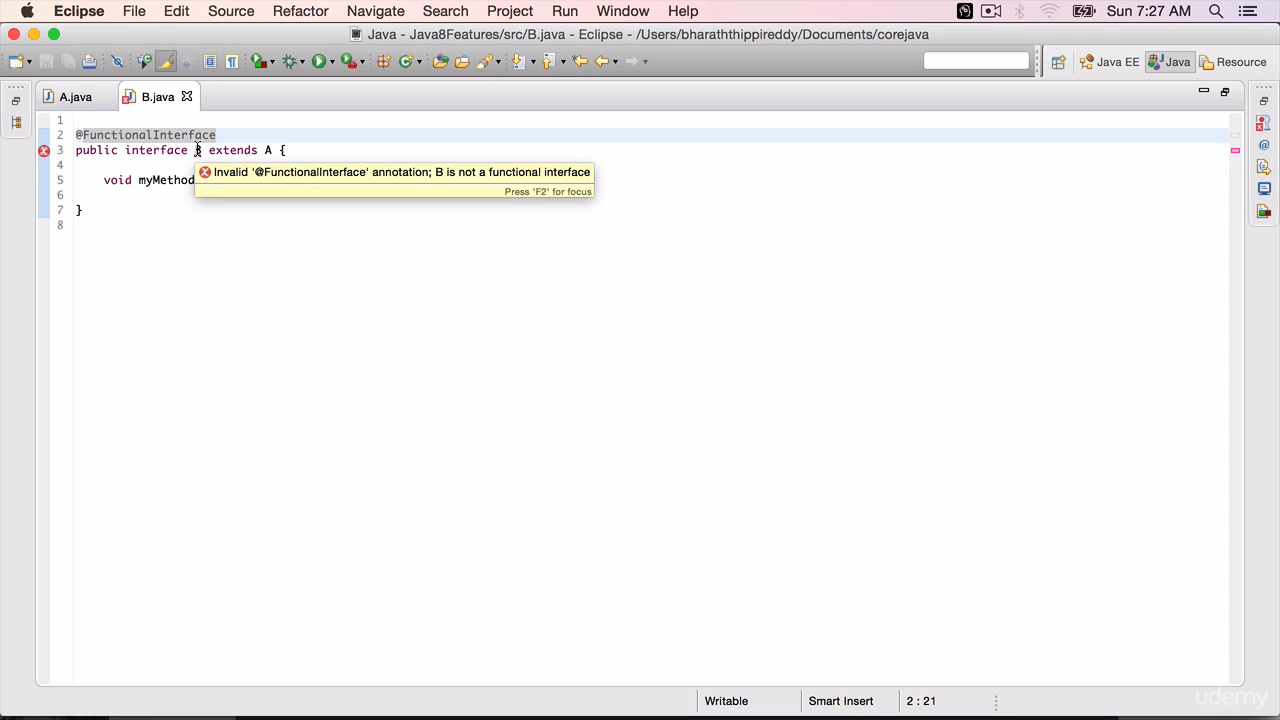 Eclipse File Edit Source Refactor Navigate Search Project Run Window Help Sun 7:27 AM
Java - Java8Features/src/B.java - Eclipse - /Users/bharaththippireddy/Documents/corejava
Java EE Java Resource
A.java B.java
1
2 @FunctionalInterface
3 public interface B extends A {
4
Invalid '@FunctionalInterface' annotation; B is not a functional interface
5 void myMethod
Press 'F2' for focus
6
7 }
8
Writable Smart Insert 2 : 21
udemy